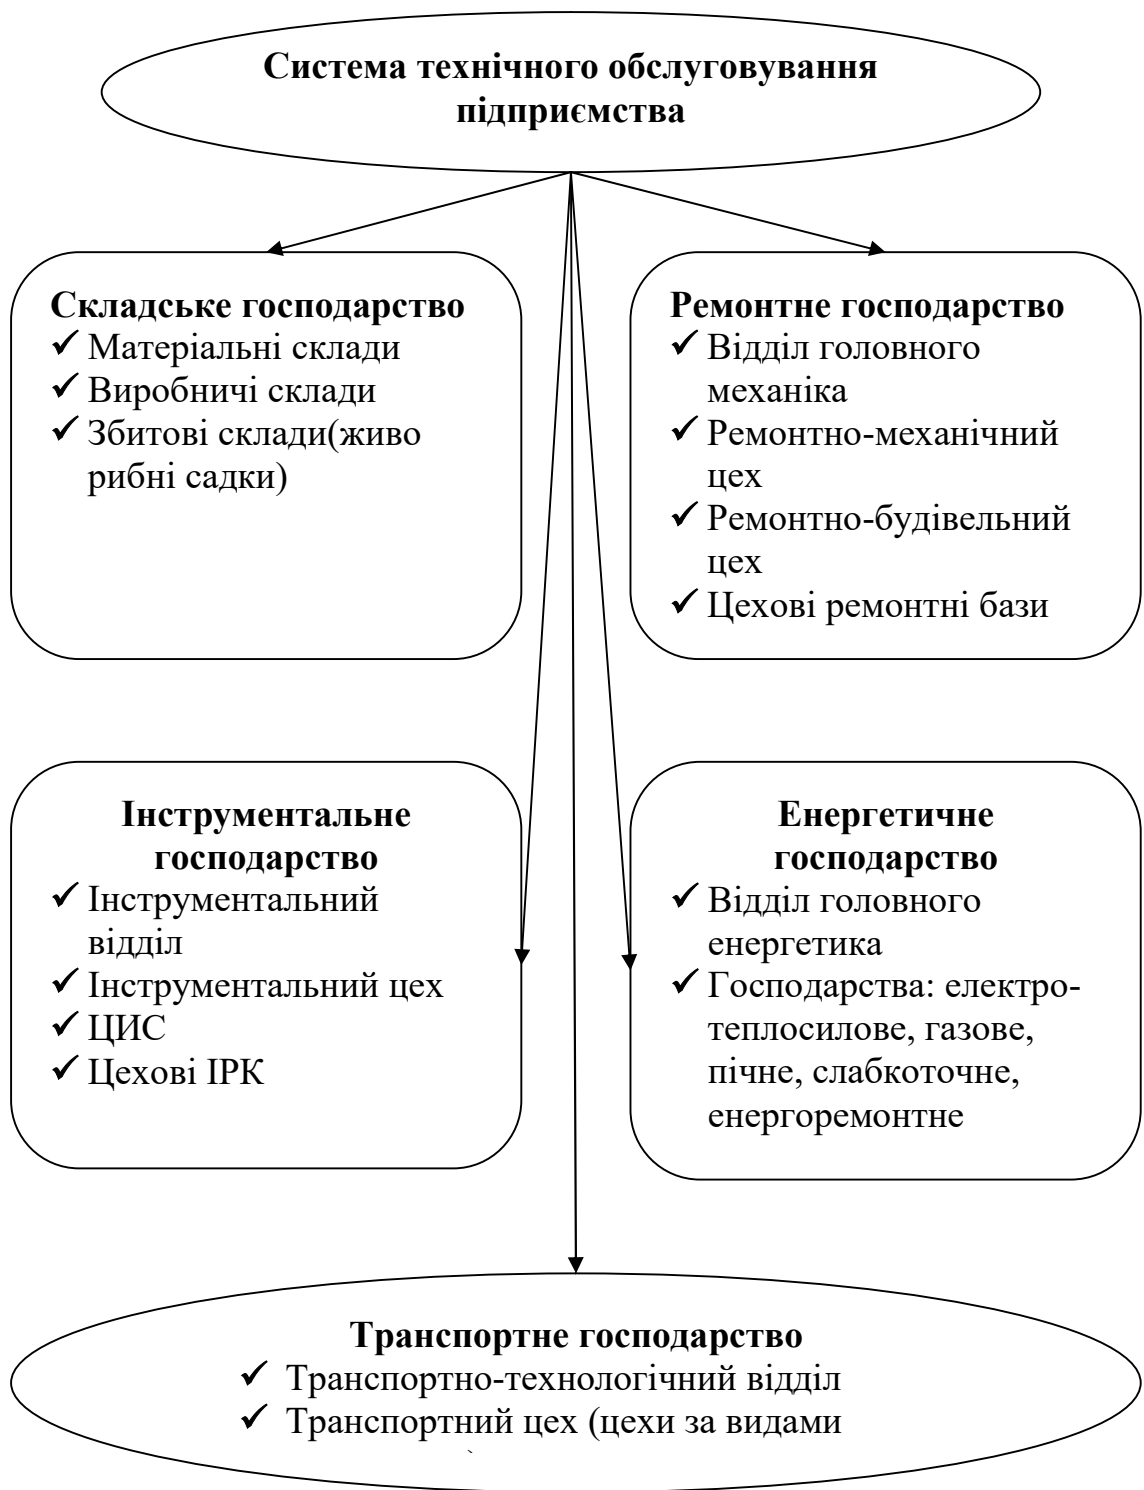 Система технічного обслуговування
підприємства
Складське господарство
✓ Матеріальні склади
✓ Виробничі склади
✓ Збитові склади(живо
рибні садки)
Ремонтне господарство
✓ Відділ головного
механіка
✓ Ремонтно-механічний
цех
✓ Ремонтно-будівельний
цех
✓ Цехові ремонтні бази
Інструментальне
господарство
✓ Інструментальний
відділ
✓ Інструментальний цех
✓ ЦИС
✓ Цехові ІРК
Енергетичне
господарство
✓ Відділ головного
енергетика
✓ Господарства: електро-
теплосилове, газове,
пічне, слабкоточне,
енергоремонтне
Транспортне господарство
✓ Транспортно-технологічний відділ
✓ Транспортний цех (цехи за видами